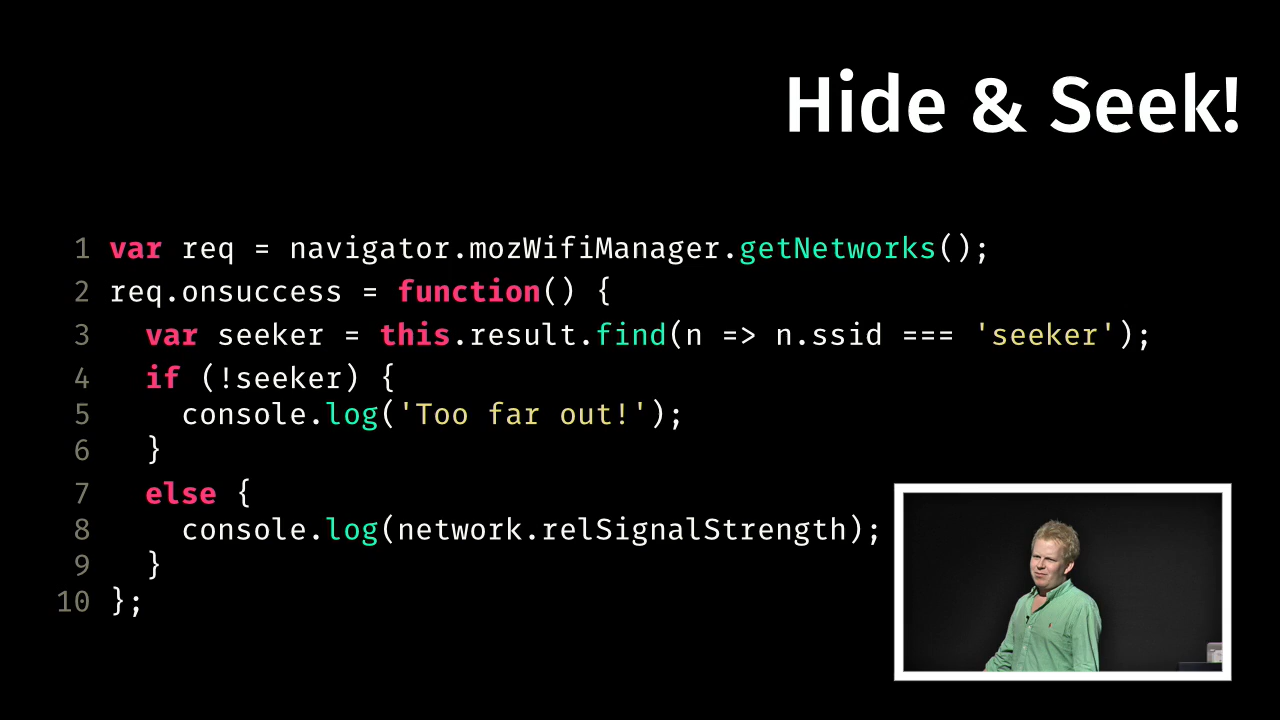 Hide & Seek!
1 var req = navigator.mozWifiManager.getNetworks();
2 req.onsuccess = function() {
3   var seeker = this.result.find(n => n.ssid === 'seeker');
4   if (!seeker) {
5     console.log('Too far out!');
6   }
7   else {
8     console.log(network.relSignalStrength);
9   }
10 };